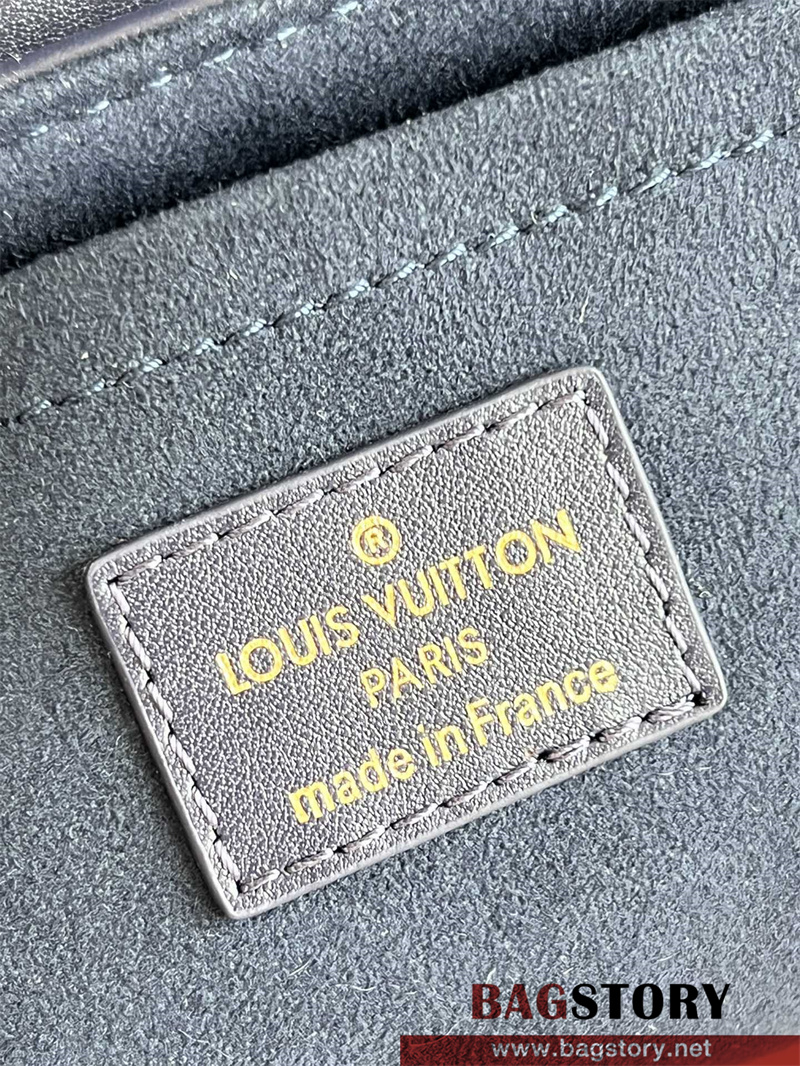 ®
LOUIS VUITTON
PARIS
made in France
BAGSTORY
www.bagstory.net